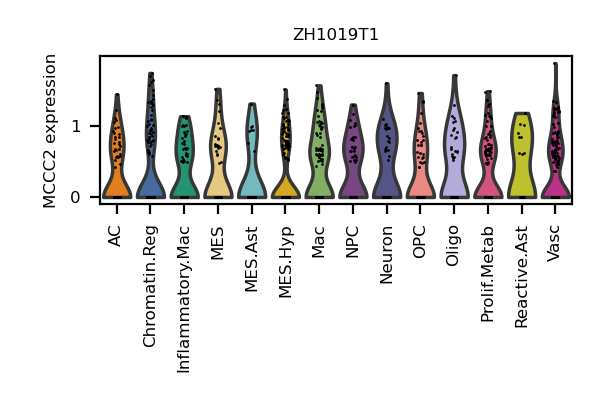 ZH1019T1
MCCC2 expression
1
0
AC
Chromatin.Reg
Inflammatory.Mac
MES
MES.Ast
MES.Hyp
Mac
NPC
Neuron
OPC
Oligo
Prolif.Metab
Reactive.Ast
Vasc